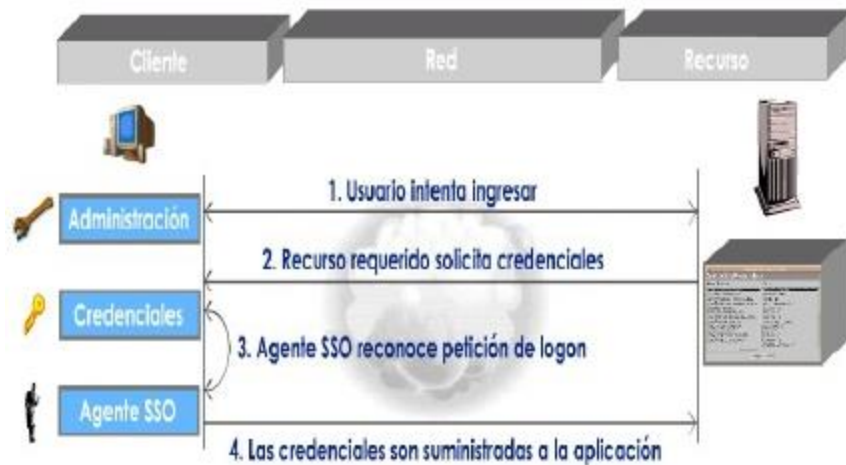 Cliente
Red
Recurso
1. Usuario intenta ingresar
Administración
2. Recurso requerido solicita credenciales
Credenciales
3. Agente SSO reconoce petición de logon
Agente SSO
4. Las credenciales son suministradas a la aplicación